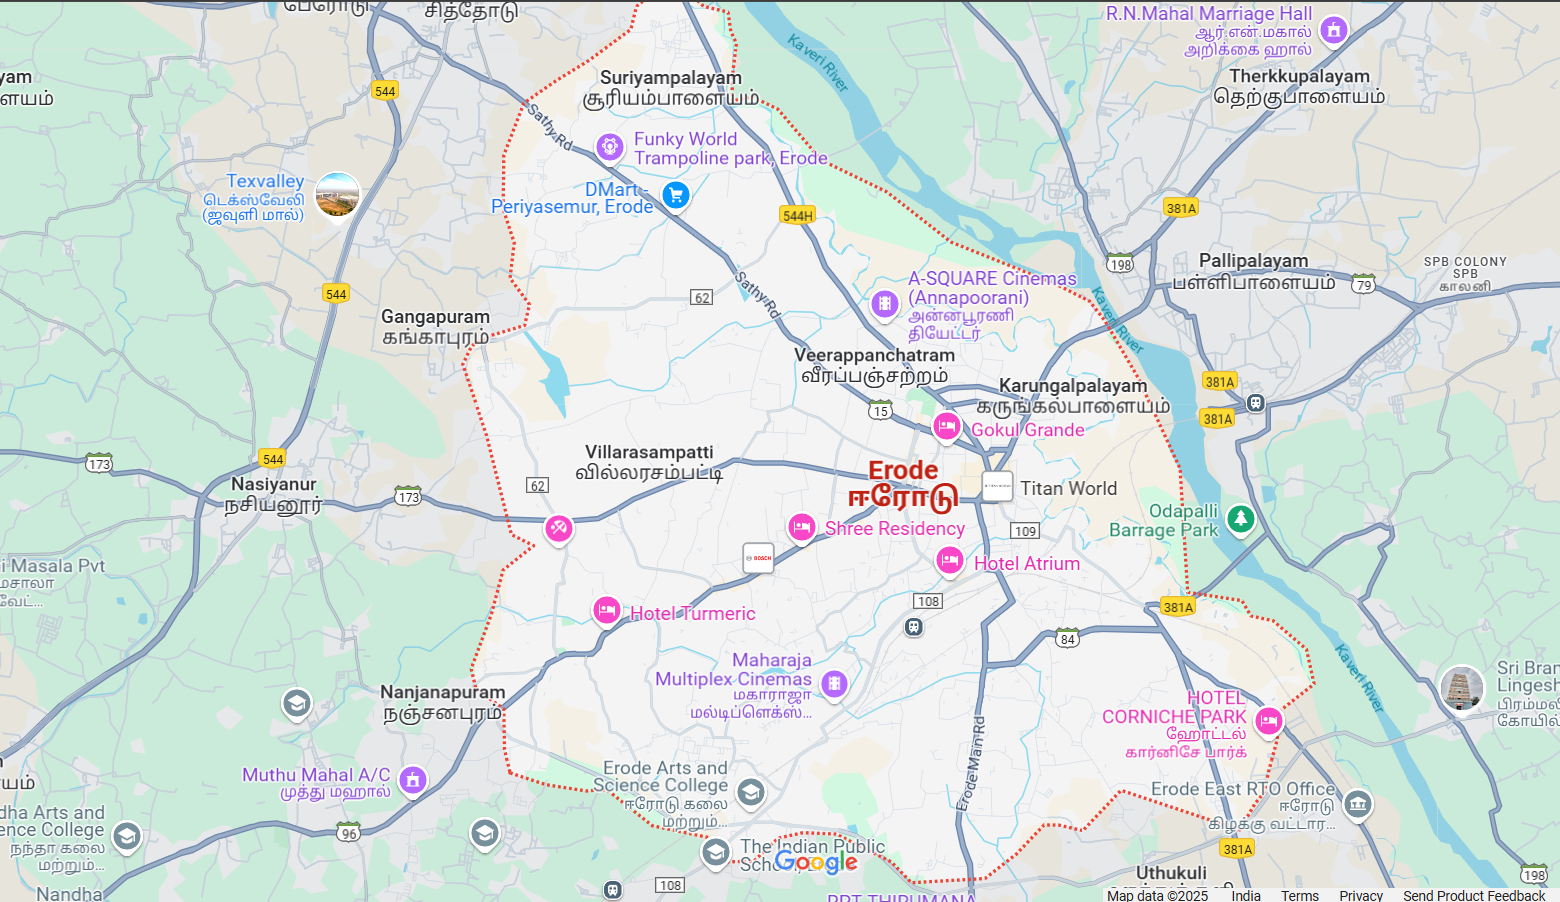 சித்தோடு
R.N.Mahal Marriage Hall
ஆர்.என்.மகால்
அறிக்கை ஹால்
Kaveri River
Suriyampalayam
சூரியம்பாளையம்
Therkkupalayam
தெற்குபாளையம்
544
Sathy Rd
Funky World
Trampoline park, Erode
Texvalley
டெக்ஸ்வேலி
(ஜவுளி மால்)
DMart -
Periyasemur, Erode
544H
381A
198
Pallipalayam
பள்ளிபாளையம்
SPB COLONY
SPB
காலனி
79
A-SQUARE Cinemas
(Annapoorani)
அன்னபூரணி
தியேட்டர்
544
62
Sathy Rd
Kaveri River
Gangapuram
கங்காபுரம்
Veerappanchatram
வீரப்பஞ்சற்றம்
Karungalpalayam
கருங்கல்பாளையம்
381A
381A
15
Gokul Grande
Villarasampatti
வில்லரசம்பட்டி
173
544
Nasiyanur
நசியனூர்
173
62
Erode
ஈரோடு
Titan World
Shree Residency
109
Odapalli
Barrage Park
BOSCH
Hotel Atrium
i Masala Pvt
மசாலா
வேட்...
Hotel Turmeric
108
381A
84
Maharaja
Multiplex Cinemas
மகாராஜா
மல்டிப்ளெக்ஸ்...
Kaveri River
Sri Bran
Lingesh
பிரம்மலி
கோயில்
Nanjanapuram
நஞ்சனபுரம்
HOTEL
CORNICHE PARK
ஹோட்டல்
கார்னிசே பார்க்
Erode Main Rd
Muthu Mahal A/C
முத்து மஹால்
Erode Arts and
Science College
ஈரோடு கலை
மற்றும்...
Erode East RTO Office
ஈரோடு
கிழக்கு வட்டார...
dha Arts and
ence College
நந்தா கலை
மற்றும்...
96
The Indian Public
Google
381A
Uthukuli
198
Nandha
108
Map data ©2025 India Terms Privacy Send Product Feedback